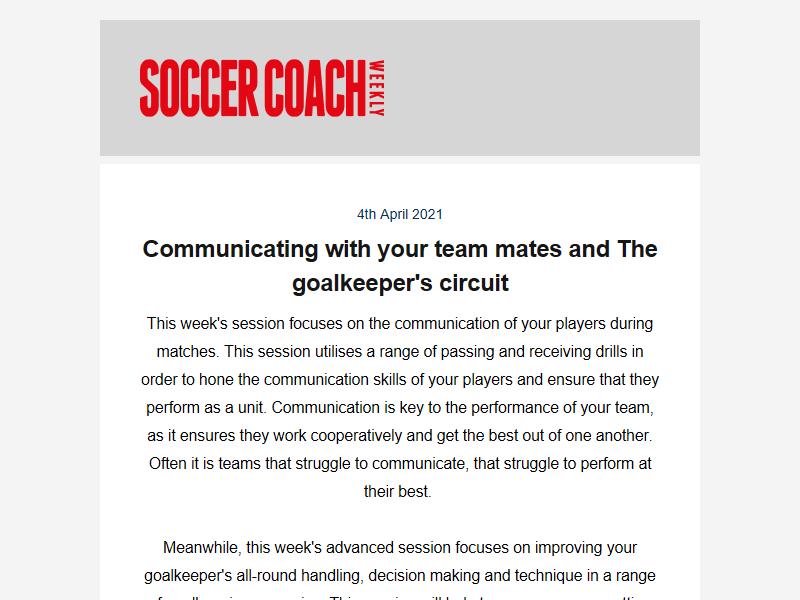 SOCCER COACH WEEKLY
4th April 2021
Communicating with your team mates and The
goalkeeper's circuit
This week's session focuses on the communication of your players during
matches. This session utilises a range of passing and receiving drills in
order to hone the communication skills of your players and ensure that they
perform as a unit. Communication is key to the performance of your team,
as it ensures they work cooperatively and get the best out of one another.
Often it is teams that struggle to communicate, that struggle to perform at
their best.
Meanwhile, this week's advanced session focuses on improving your
goalkeeper's all-round handling, decision making and technique in a range